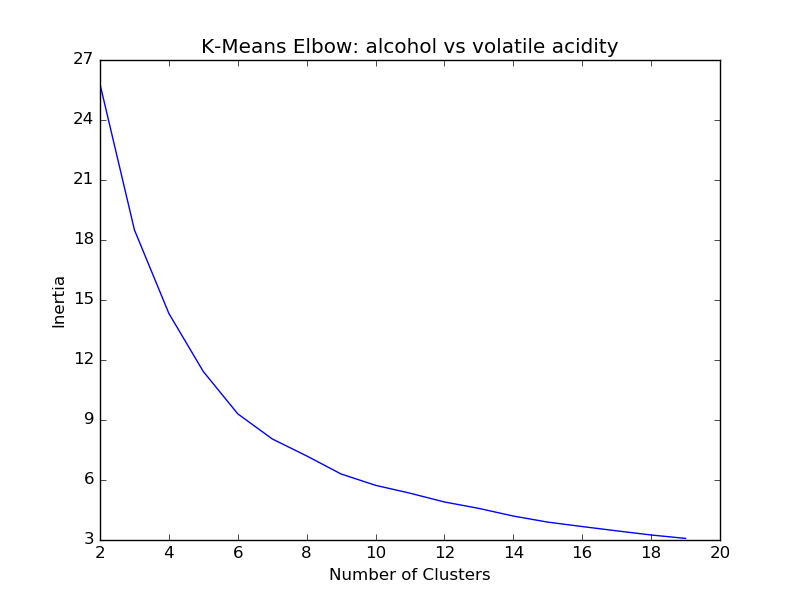 K-Means Elbow: alcohol vs volatile acidity
27
24
21
18
15
12
9
6
3
Inertia
2 4 6 8 10 12 14 16 18 20
Number of Clusters